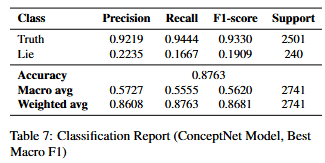 Class Precision Recall F1-score Support
Truth 0.9219 0.9444 0.9330 2501
Lie 0.2235 0.1667 0.1909 240
Accuracy 0.8763
Macro avg 0.5727 0.5555 0.5620 2741
Weighted avg 0.8608 0.8763 0.8681 2741
Table 7: Classification Report (ConceptNet Model, Best
Macro F1)